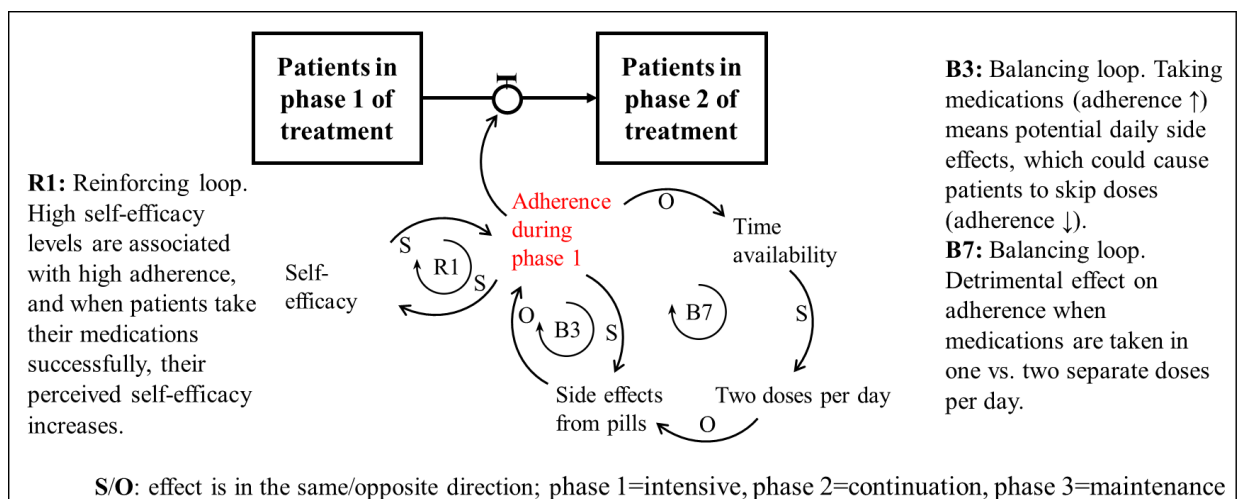 Patients in
phase 1 of
treatment
Patients in
phase 2 of
treatment
R1: Reinforcing loop.
High self-efficacy
levels are associated
with high adherence,
and when patients take
their medications
successfully, their
perceived self-efficacy
increases.
Adherence
during
phase 1
Self-
efficacy
S
R1
S
O
B3
S
Side effects
from pills
O
Time
availability
B7
S
Two doses per day
O
B3: Balancing loop. Taking
medications (adherence ↑)
means potential daily side
effects, which could cause
patients to skip doses
(adherence ↓).
B7: Balancing loop.
Detrimental effect on
adherence when
medications are taken in
one vs. two separate doses
per day.
S/O: effect is in the same/opposite direction; phase 1=intensive, phase 2=continuation, phase 3=maintenance